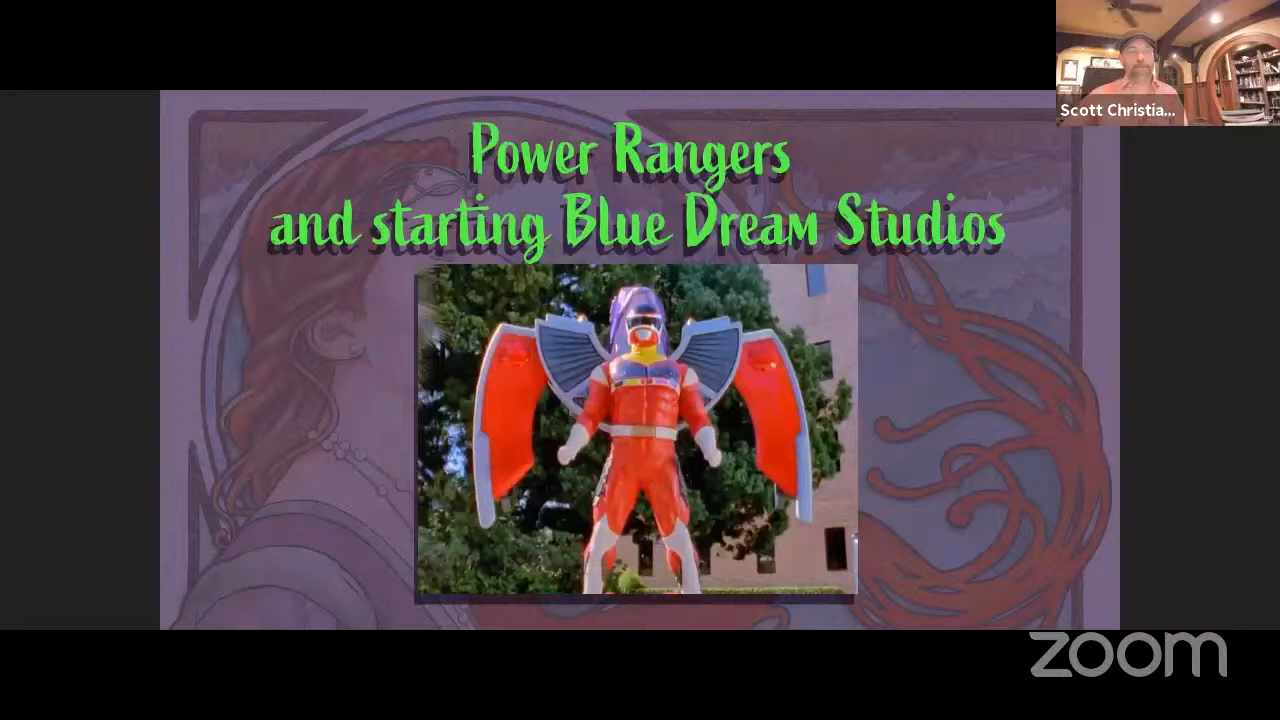 Scott Christia...
Power Rangers
and starting Blue Dream Studios
zoom